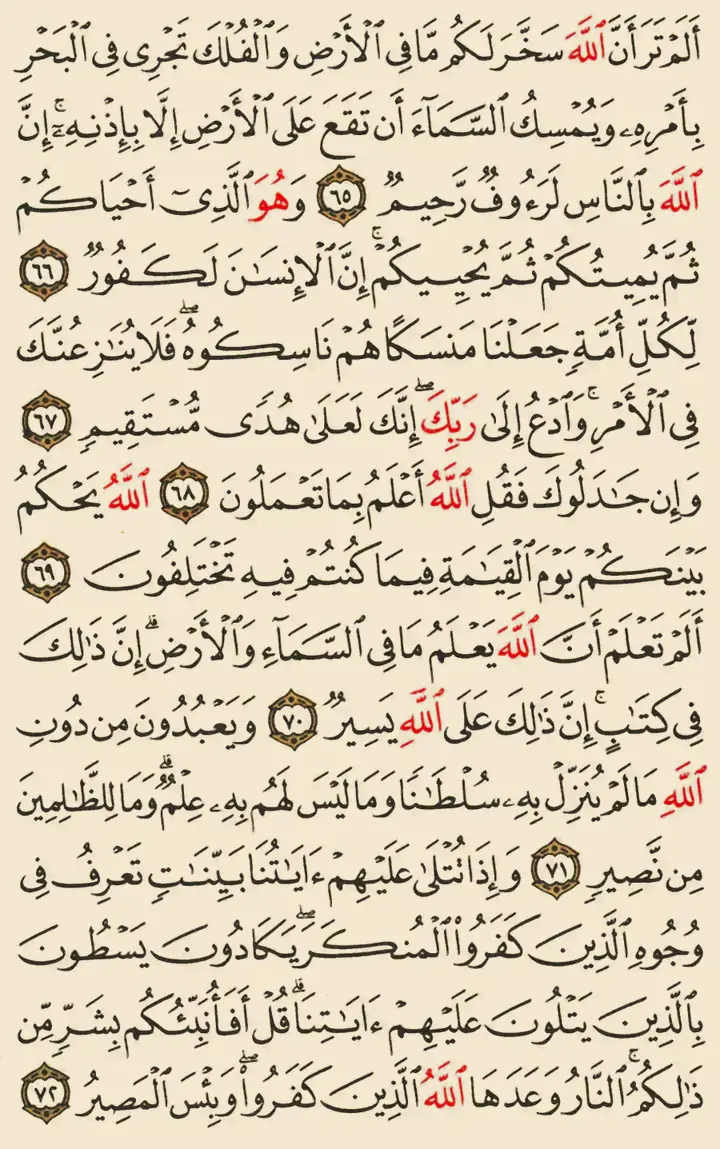 أَلَمْ تَرَ أَنَّ ٱللَّهَ سَخَّرَ لَكُم مَّا فِى ٱلْأَرْضِ وَٱلْفُلْكَ تَجْرِى فِى ٱلْبَحْرِ
بِأَمْرِهِۦ وَيُمْسِكُ ٱلسَّمَآءَ أَن تَقَعَ عَلَى ٱلْأَرْضِ إِلَّا بِإِذْنِهِۦٓ ۚ إِنَّ
ٱللَّهَ بِٱلنَّاسِ لَرَءُوفٌ رَّحِيمٌ ٦٥ وَهُوَ ٱلَّذِىٓ أَحْيَاكُمْ
ثُمَّ يُمِيتُكُمْ ثُمَّ يُحْيِيكُمْ ۗ إِنَّ ٱلْإِنسَـٰنَ لَكَفُورٌ ٦٦
لِّكُلِّ أُمَّةٍ جَعَلْنَا مَنسَكًا هُمْ نَاسِكُوهُ ۖ فَلَا يُنَـٰزِعُنَّكَ
فِى ٱلْأَمْرِ ۚ وَٱدْعُ إِلَىٰ رَبِّكَ ۖ إِنَّكَ لَعَلَىٰ هُدًى مُّسْتَقِيمٍ ٦٧
وَإِن جَـٰدَلُوكَ فَقُلِ ٱللَّهُ أَعْلَمُ بِمَا تَعْمَلُونَ ٦٨ ٱللَّهُ يَحْكُمُ
بَيْنَكُمْ يَوْمَ ٱلْقِيَـٰمَةِ فِيمَا كُنتُمْ فِيهِ تَخْتَلِفُونَ ٦٩
أَلَمْ تَعْلَمْ أَنَّ ٱللَّهَ يَعْلَمُ مَا فِى ٱلسَّمَآءِ وَٱلْأَرْضِ ۗ إِنَّ ذَٰلِكَ
فِى كِتَـٰبٍ ۚ إِنَّ ذَٰلِكَ عَلَى ٱللَّهِ يَسِيرٌ ٧٠ وَيَعْبُدُونَ مِن دُونِ
ٱللَّهِ مَا لَمْ يُنَزِّلْ بِهِۦ سُلْطَـٰنًا وَمَا لَيْسَ لَهُم بِهِۦ عِلْمٌ ۗ وَمَا لِلظَّـٰلِمِينَ
مِن نَّصِيرٍ ٧١ وَإِذَا تُتْلَىٰ عَلَيْهِمْ ءَايَـٰتُنَا بَيِّنَـٰتٍ تَعْرِفُ فِى
وُجُوهِ ٱلَّذِينَ كَفَرُوا۟ ٱلْمُنكَرَ ۖ يَكَادُونَ يَسْطُونَ
بِٱلَّذِينَ يَتْلُونَ عَلَيْهِمْ ءَايَـٰتِنَا ۗ قُلْ أَفَأُنَبِّئُكُم بِشَرٍّ مِّن
ذَٰلِكُمُ ۚ ٱلنَّارُ وَعَدَهَا ٱللَّهُ ٱلَّذِينَ كَفَرُوا۟ ۖ وَبِئْسَ ٱلْمَصِيرُ ٧٢